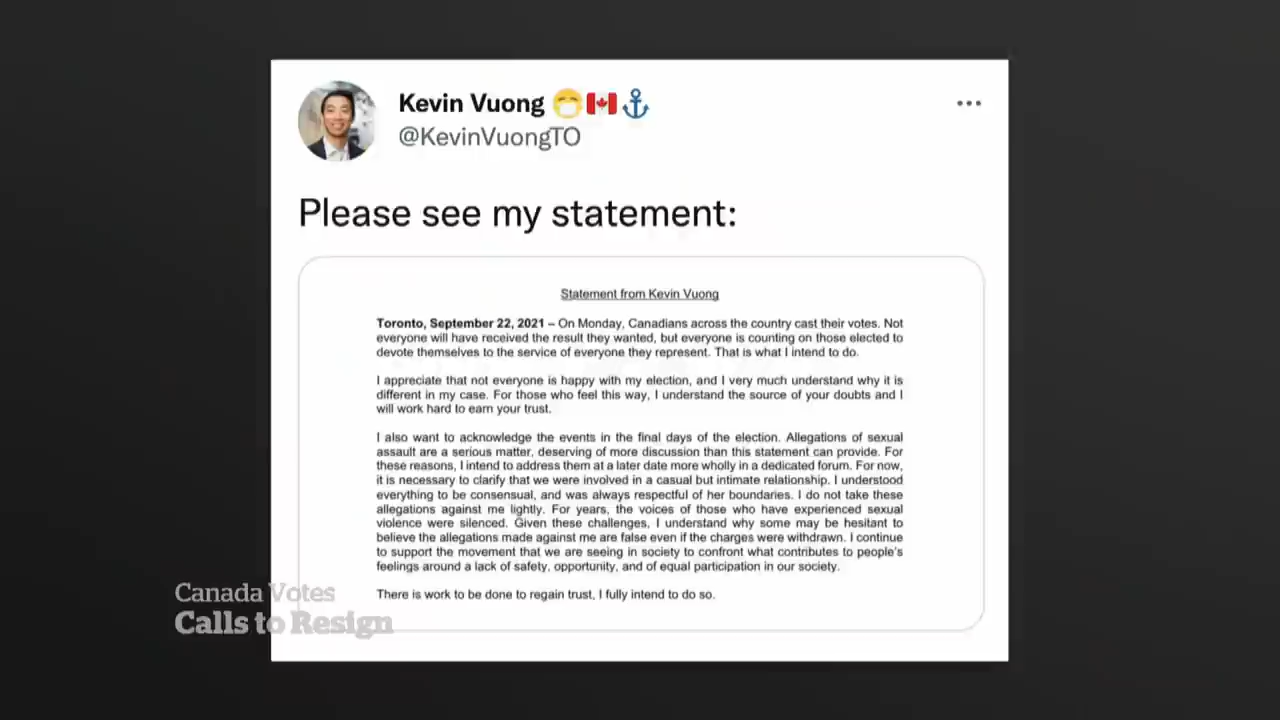 Kevin Vuong 😷🇨🇦⚓
@KevinVuongTO
Please see my statement:
Statement from Kevin Vuong
Toronto, September 22, 2021 – On Monday, Canadians across the country cast their votes. Not
everyone will have received the result they wanted, but everyone is counting on those elected to
devote themselves to the service of everyone they represent. That is what I intend to do.
I appreciate that not everyone is happy with my election, and I very much understand why it is
different in my case. For those who feel this way, I understand the source of your doubts and I
will work hard to earn your trust.
I also want to acknowledge the events in the final days of the election. Allegations of sexual
assault are a serious matter, deserving of more discussion than this statement can provide. For
these reasons, I intend to address them at a later date more wholly in a dedicated forum. For now,
it is necessary to clarify that we were involved in a casual but intimate relationship. I understood
everything to be consensual, and was always respectful of her boundaries. I do not take these
allegations against me lightly. For years, the voices of those who have experienced sexual
violence were silenced. Given these challenges, I understand why some may be hesitant to
believe the allegations made against me are false even if the charges were withdrawn. I continue
to support the movement that we are seeing in society to confront what contributes to people's
feelings around a lack of safety, opportunity, and of equal participation in our society.
There is work to be done to regain trust, I fully intend to do so.
Canada Votes
Calls to Resign